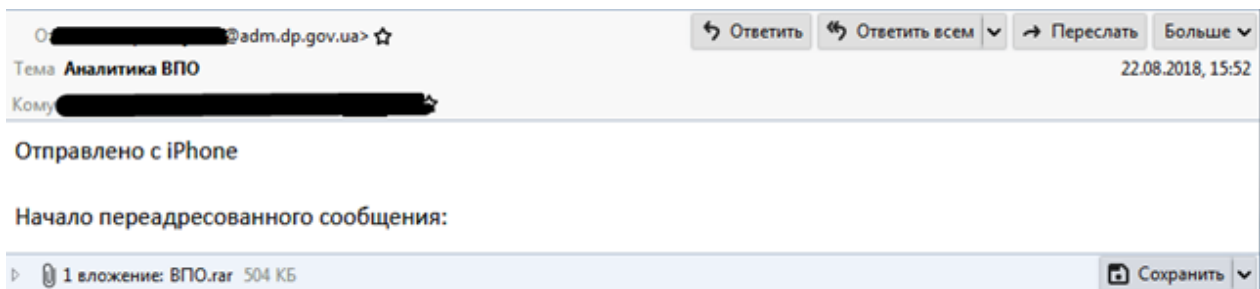 @adm.dp.gov.ua>
Ответить Ответить всем Переслать Больше
Тема Аналитика ВПО 22.08.2018, 15:52
Кому
Отправлено с iPhone
Начало переадресованного сообщения:
1 вложение: ВПО.rar 504 КБ Сохранить